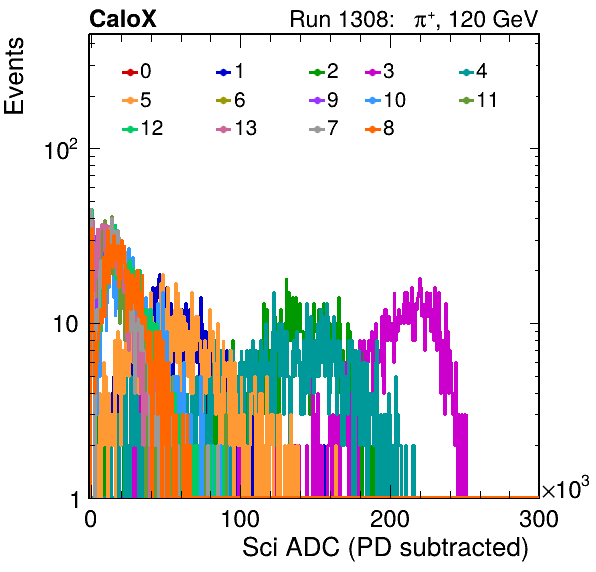 CaloX Run 1308: π⁺, 120 GeV
Events
0 1 2 3 4
5 6 9 10 11
12 13 7 8
10²
10
1
0 100 200 300
×10³
Sci ADC (PD subtracted)